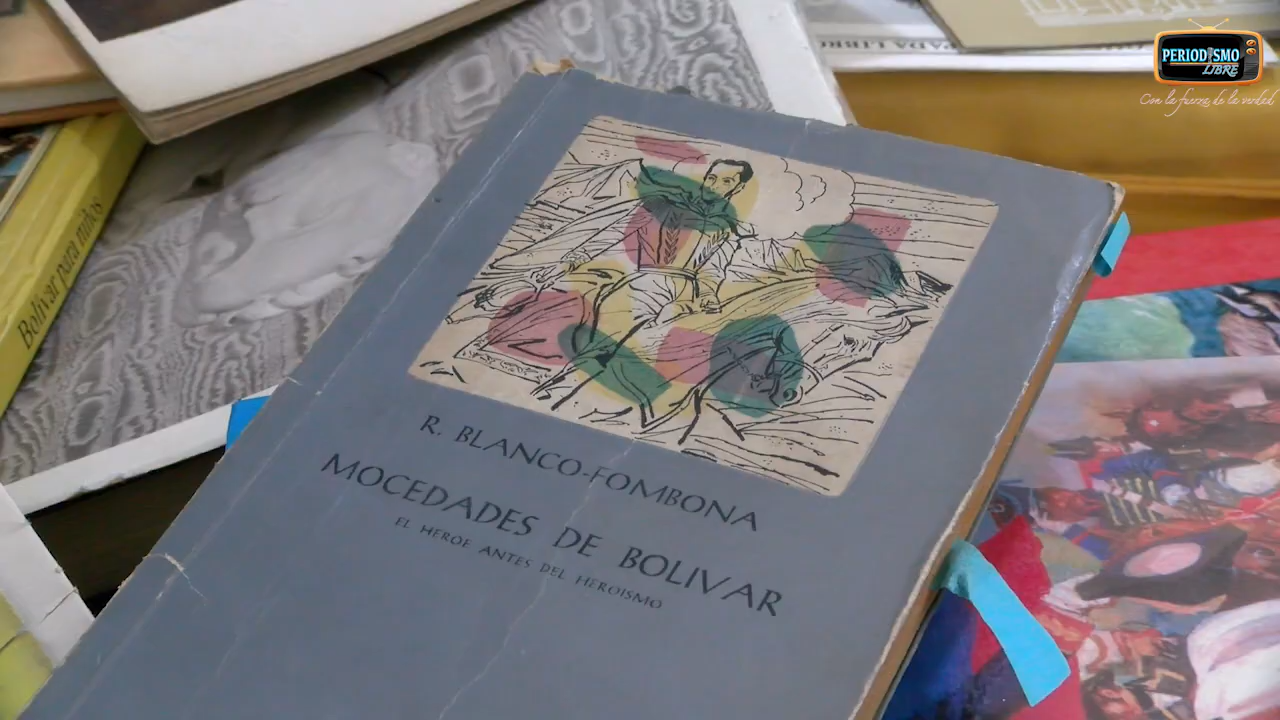 PERIODISMO
LIBRE
Con la fuerza de la verdad
Bolívar para niños
R. BLANCO-FOMBONA
MOCEDADES DE BOLIVAR
EL HEROE ANTES DEL HEROISMO